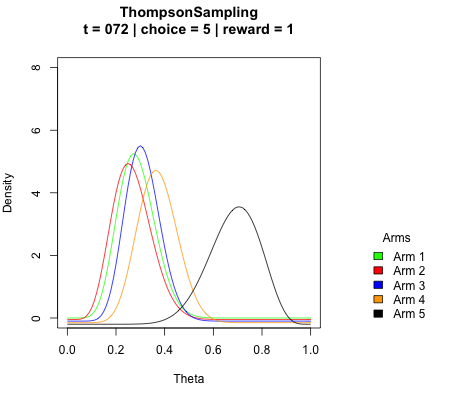 ThompsonSampling
t = 072 | choice = 5 | reward = 1
8
6
4
2
0
Density
0.0 0.2 0.4 0.6 0.8 1.0
Theta
Arms
Arm 1
Arm 2
Arm 3
Arm 4
Arm 5